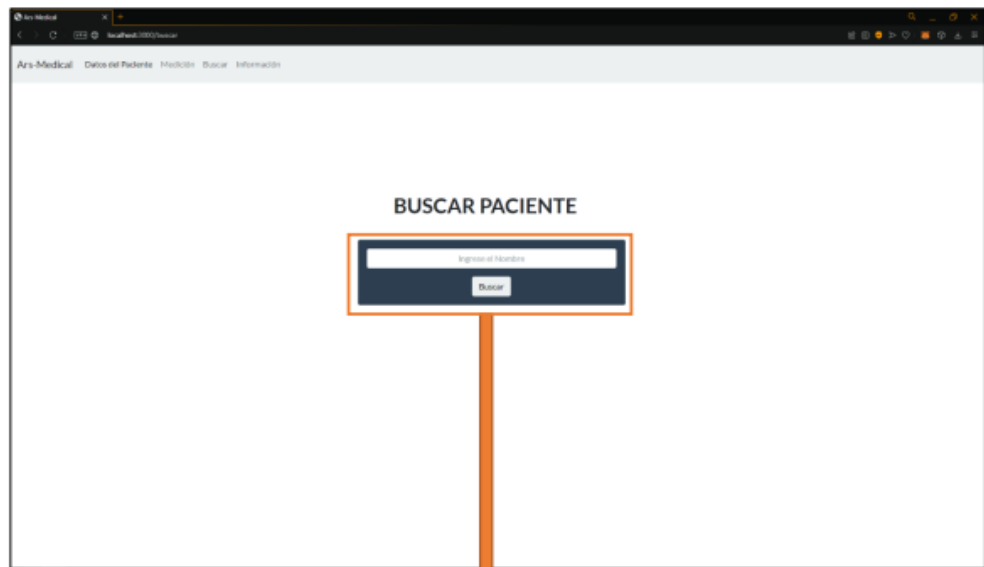 Ars-Medical
localhost:3000/buscar
Ars-Medical Datos del Paciente Medición Buscar Información
BUSCAR PACIENTE
Ingrese el Nombre
Buscar